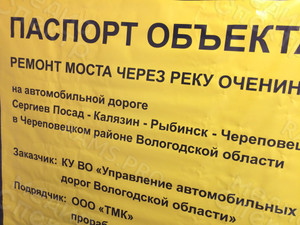 ПАСПОРТ ОБЪЕКТА
РЕМОНТ МОСТА ЧЕРЕЗ РЕКУ ОЧЕНИН
на автомобильной дороге
Сергиев Посад - Калязин - Рыбинск - Череповец
в Череповецком районе Вологодской области
Заказчик: КУ ВО «Управление автомобильных
дорог Вологодской области»
Подрядчик: ООО «ТМК»
прораб